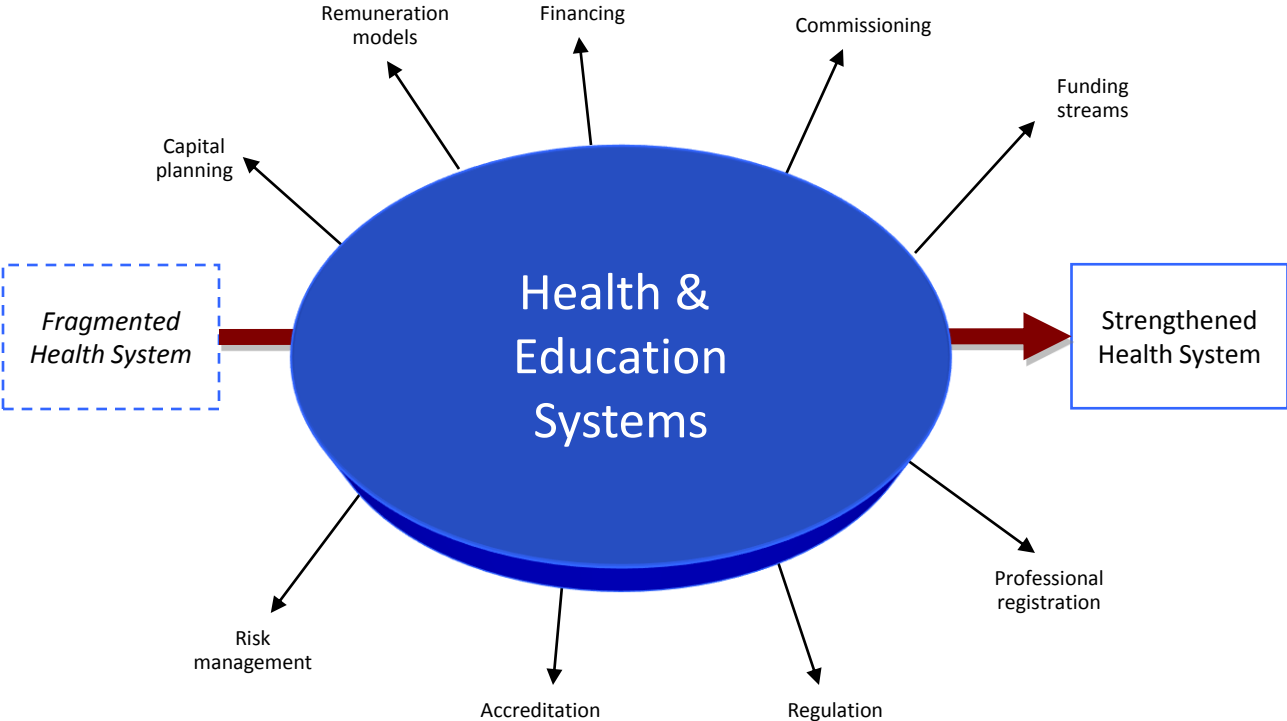 Remuneration
models
Financing
Commissioning
Funding
streams
Capital
planning
Fragmented
Health System
Health &
Education
Systems
Strengthened
Health System
Professional
registration
Risk
management
Accreditation
Regulation